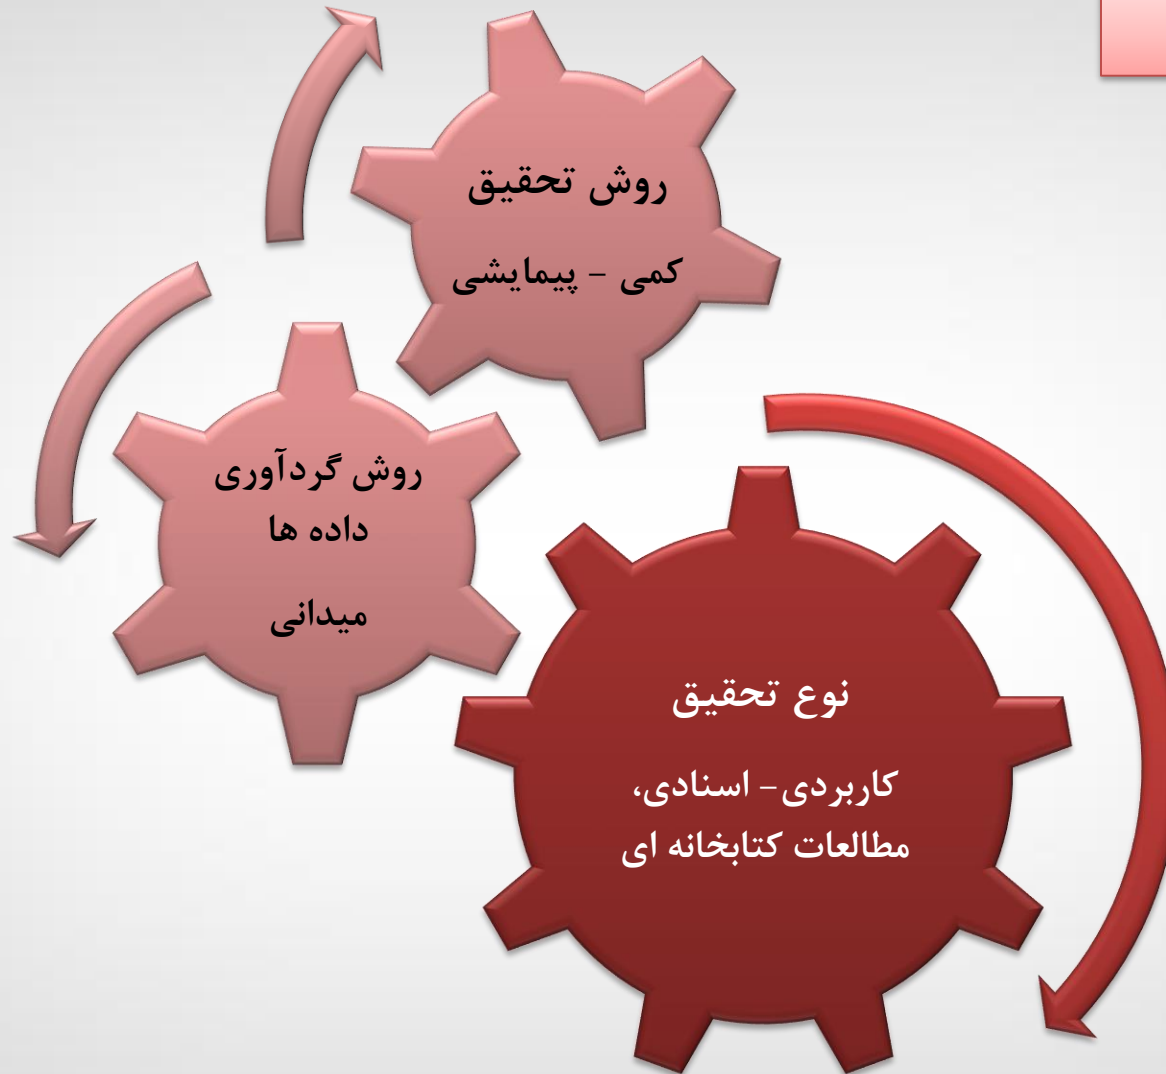 روش تحقیق
کمی - پیمایشی
روش گردآوری
داده ها
میدانی
نوع تحقیق
کاربردی- اسنادی،
مطالعات کتابخانه ای